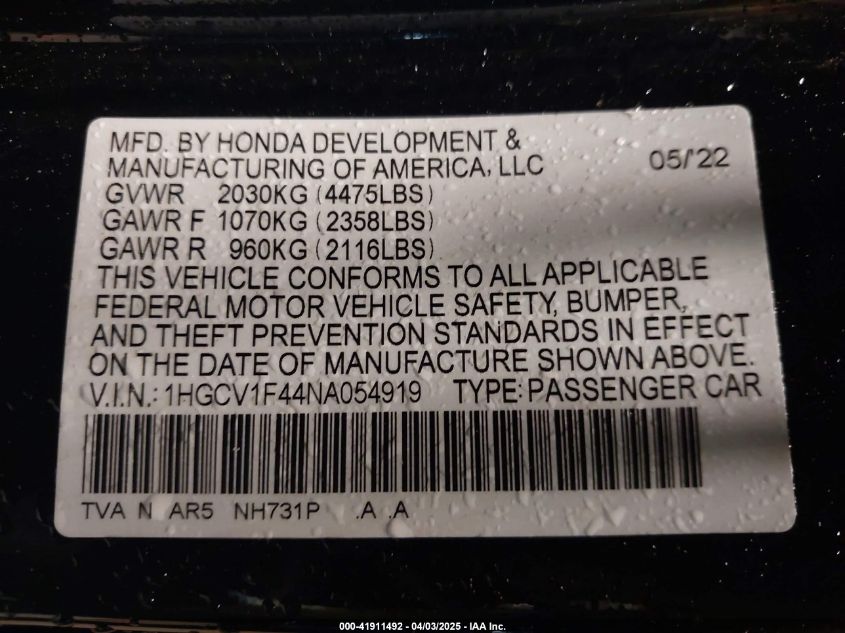 MFD. BY HONDA DEVELOPMENT &
MANUFACTURING OF AMERICA, LLC 05/'22
GVWR 2030KG (4475LBS)
GAWR F 1070KG (2358LBS)
GAWR R 960KG (2116LBS)
THIS VEHICLE CONFORMS TO ALL APPLICABLE
FEDERAL MOTOR VEHICLE SAFETY, BUMPER,
AND THEFT PREVENTION STANDARDS IN EFFECT
ON THE DATE OF MANUFACTURE SHOWN ABOVE.
V.I.N.: 1HGCV1F44NA054919 TYPE: PASSENGER CAR
TVA N AR5 NH731P .A .A
000-41911492 - 04/03/2025 - IAA Inc.